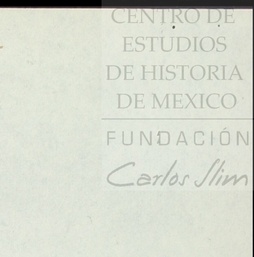 CENTRO DE
ESTUDIOS
DE HISTORIA
DE MEXICO
FUNDACIÓN
Carlos Slim